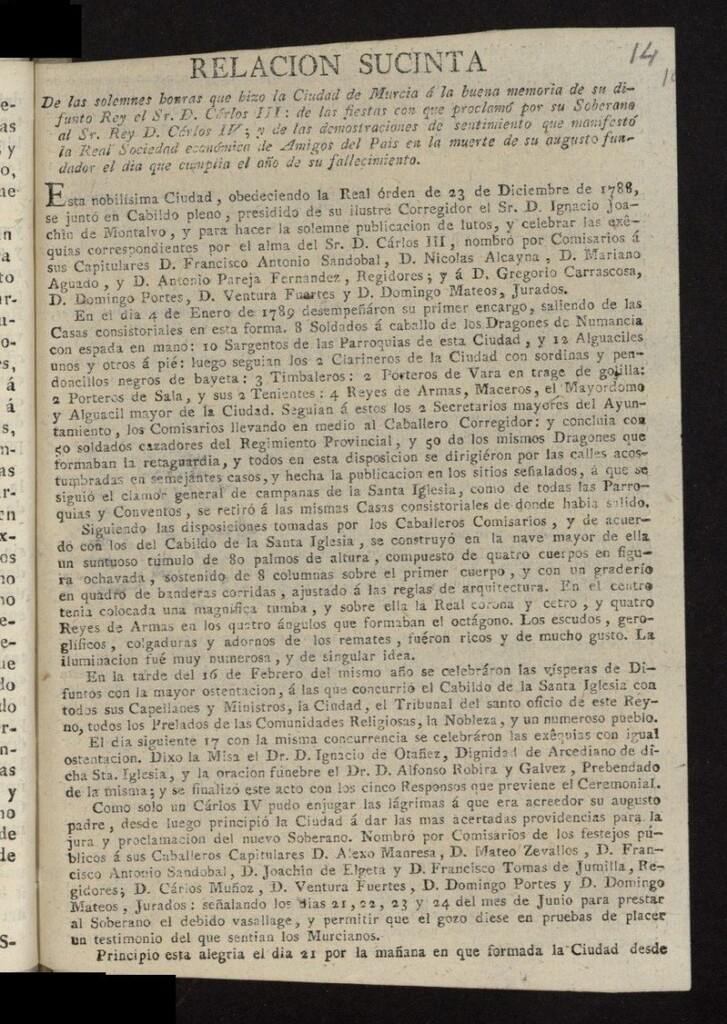 14
RELACION SUCINTA
De las solemnes honras que hizo la Ciudad de Murcia á la buena memoria de su di-
funto Rey el Sr. D. Cárlos III: de las fiestas con que proclamó por su Soberano
al Sr. Rey D. Cárlos IV; y de las demostraciones de sentimiento que manifestó
la Real Sociedad económica de Amigos del Pais en la muerte de su augusto fun-
dador el dia que cumplia el año de su fallecimiento.
Esta nobilísima Ciudad, obedeciendo la Real órden de 23 de Diciembre de 1788,
se juntó en Cabildo pleno, presidido de su ilustre Corregidor el Sr. D. Ignacio Joa-
chin de Montalvo, y para hacer la solemne publicacion de lutos, y celebrar las exê-
quias correspondientes por el alma del Sr. D. Cárlos III, nombró por Comisarios á
sus Capitulares D. Francisco Antonio Sandobal, D. Nicolas Alcayna, D. Mariano
Aguado, y D. Antonio Pareja Fernandez, Regidores; y á D. Gregorio Carrascosa,
D. Domingo Portes, D. Ventura Fuertes y D. Domingo Mateos, Jurados.
En el dia 4 de Enero de 1789 desempeñáron su primer encargo, saliendo de las
Casas consistoriales en esta forma. 8 Soldados á caballo de los Dragones de Numancia
con espada en mano: 10 Sargentos de las Parroquias de esta Ciudad, y 12 Alguaciles
unos y otros á pié: luego seguian los 2 Clarineros de la Ciudad con sordinas y pen-
doncillos negros de bayeta: 3 Timbaleros: 2 Porteros de Vara en trage de golilla:
2 Porteros de Sala, y sus 2 Tenientes: 4 Reyes de Armas, Maceros, el Mayordomo
y Alguacil mayor de la Ciudad. Seguian á estos los 2 Secretarios mayores del Ayun-
tamiento, los Comisarios llevando en medio al Caballero Corregidor: y concluia con
50 soldados cazadores del Regimiento Provincial, y 50 de los mismos Dragones que
formaban la retaguardia, y todos en esta disposicion se dirigiéron por las calles acos-
tumbradas en semejantes casos, y hecha la publicacion en los sitios señalados, á que se
siguió el clamor general de campanas de la Santa Iglesia, como de todas las Parro-
quias y Conventos, se retiró á las mismas Casas consistoriales de donde habia salido.
Siguiendo las disposiciones tomadas por los Caballeros Comisarios, y de acuer-
do con los del Cabildo de la Santa Iglesia, se construyó en la nave mayor de ella
un suntuoso túmulo de 80 palmos de altura, compuesto de quatro cuerpos en figu-
ra ochavada, sostenido de 8 columnas sobre el primer cuerpo, y con un graderío
en quadro de banderas corridas, ajustado á las reglas de arquitectura. En el centro
tenia colocada una magnífica tumba, y sobre ella la Real corona y cetro, y quatro
Reyes de Armas en los quatro ángulos que formaban el octágono. Los escudos, gero-
glíficos, colgaduras y adornos de los remates, fuéron ricos y de mucho gusto. La
iluminacion fué muy numerosa, y de singular idea.
En la tarde del 16 de Febrero del mismo año se celebráron las vísperas de Di-
funtos con la mayor ostentacion, á las que concurrió el Cabildo de la Santa Iglesia con
todos sus Capellanes y Ministros, la Ciudad, el Tribunal del santo oficio de este Rey-
no, todos los Prelados de las Comunidades Religiosas, la Nobleza, y un numeroso pueblo.
El dia siguiente 17 con la misma concurrencia se celebráron las exêquias con igual
ostentacion. Dixo la Misa el Dr. D. Ignacio de Otañez, Dignidad de Arcediano de di-
cha Sta. Iglesia, y la oracion fúnebre el Dr. D. Alfonso Robira y Galvez, Prebendado
de la misma; y se finalizó este acto con los cinco Responsos que previene el Ceremonial.
Como solo un Cárlos IV pudo enjugar las lágrimas á que era acreedor su augusto
padre, desde luego principió la Ciudad á dar las mas acertadas providencias para la
jura y proclamacion del nuevo Soberano. Nombró por Comisarios de los festejos pú-
blicos á sus Caballeros Capitulares D. Alexo Manresa, D. Mateo Zevallos, D. Fran-
cisco Antonio Sandobal, D. Joachin de Elgeta y D. Francisco Tomas de Jumilla, Re-
gidores; D. Cárlos Muñoz, D. Ventura Fuertes, D. Domingo Portes y D. Domingo
Mateos, Jurados: señalando los dias 21, 22, 23 y 24 del mes de Junio para prestar
al Soberano el debido vasallage, y permitir que el gozo diese en pruebas de placer
un testimonio del que sentian los Murcianos.
Principio esta alegria el dia 21 por la mañana en que formada la Ciudad desde